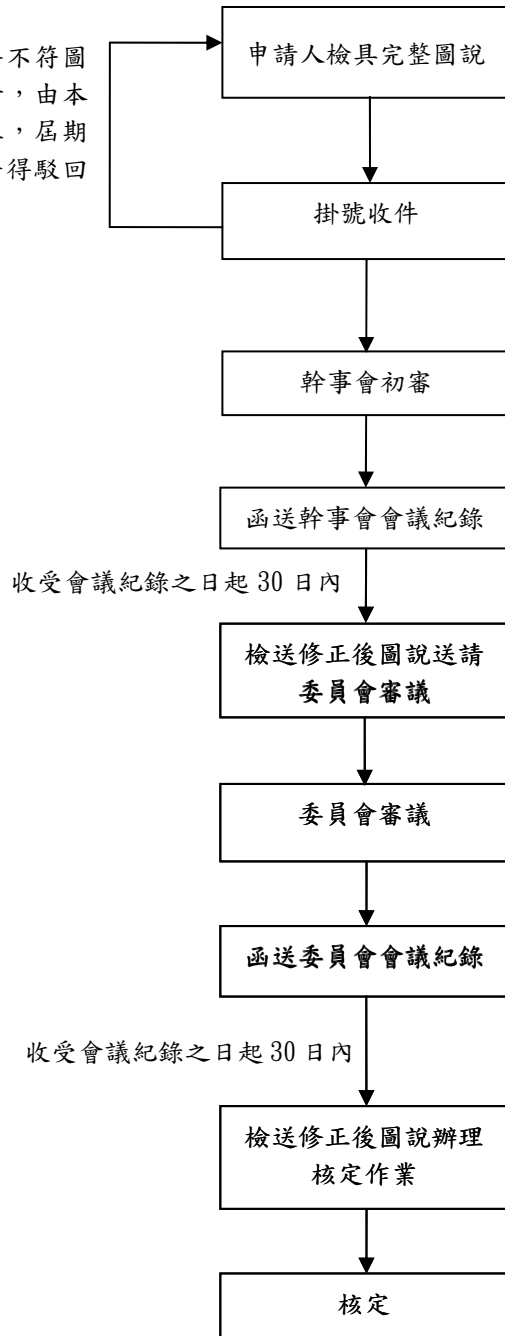 不符圖
，由本
，屆期
得駁回
申請人檢具完整圖說
掛號收件
幹事會初審
函送幹事會會議紀錄
收受會議紀錄之日起 30 日內
檢送修正後圖說送請
委員會審議
委員會審議
函送委員會會議紀錄
收受會議紀錄之日起 30 日內
檢送修正後圖說辦理
核定作業
核定